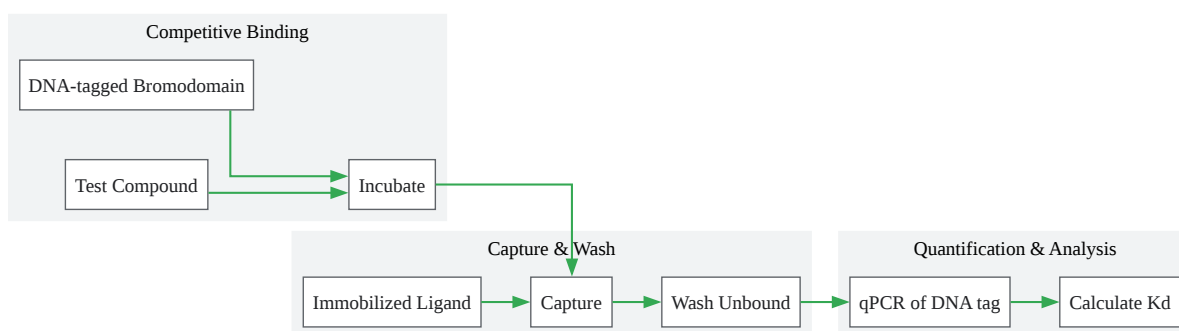 Competitive Binding
DNA-tagged Bromodomain
Test Compound
Incubate
Capture & Wash
Immobilized Ligand
Capture
Wash Unbound
Quantification & Analysis
qPCR of DNA tag
Calculate Kd